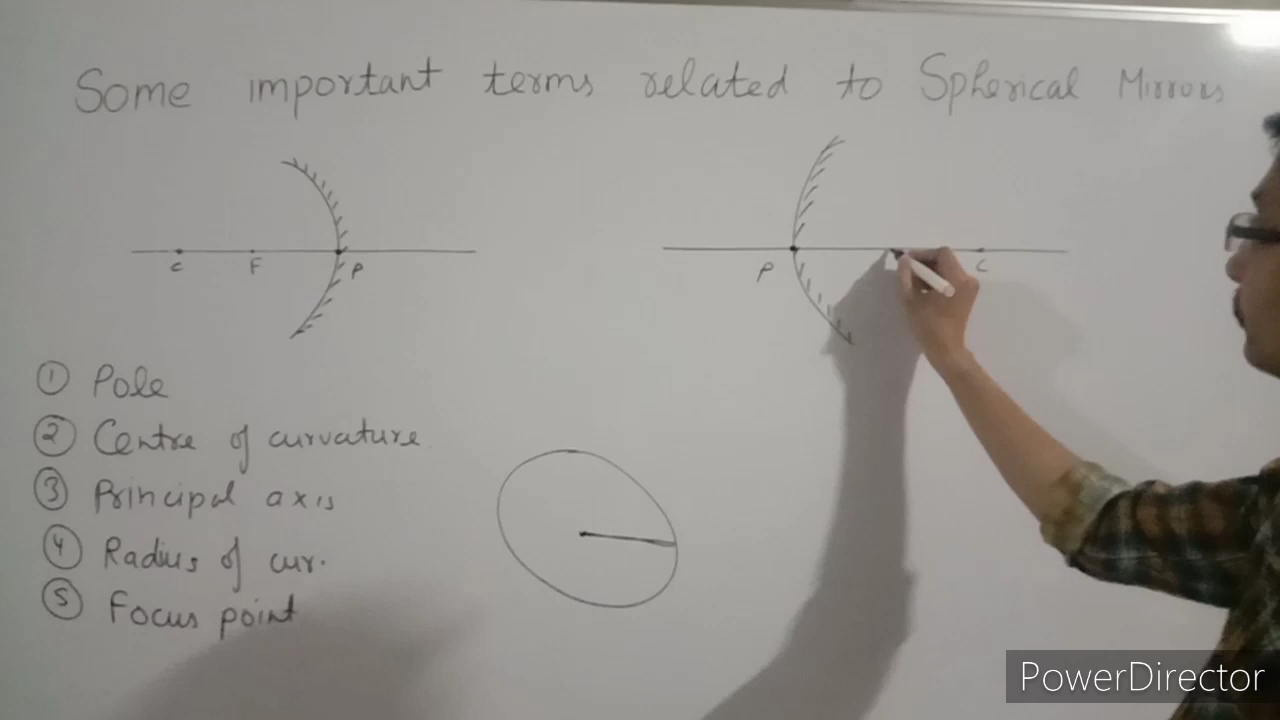 Some important terms related to Spherical Mirrors
C F P
P C
① Pole
② Centre of curvature
③ Principal axis
④ Radius of cur.
⑤ Focus point
PowerDirector